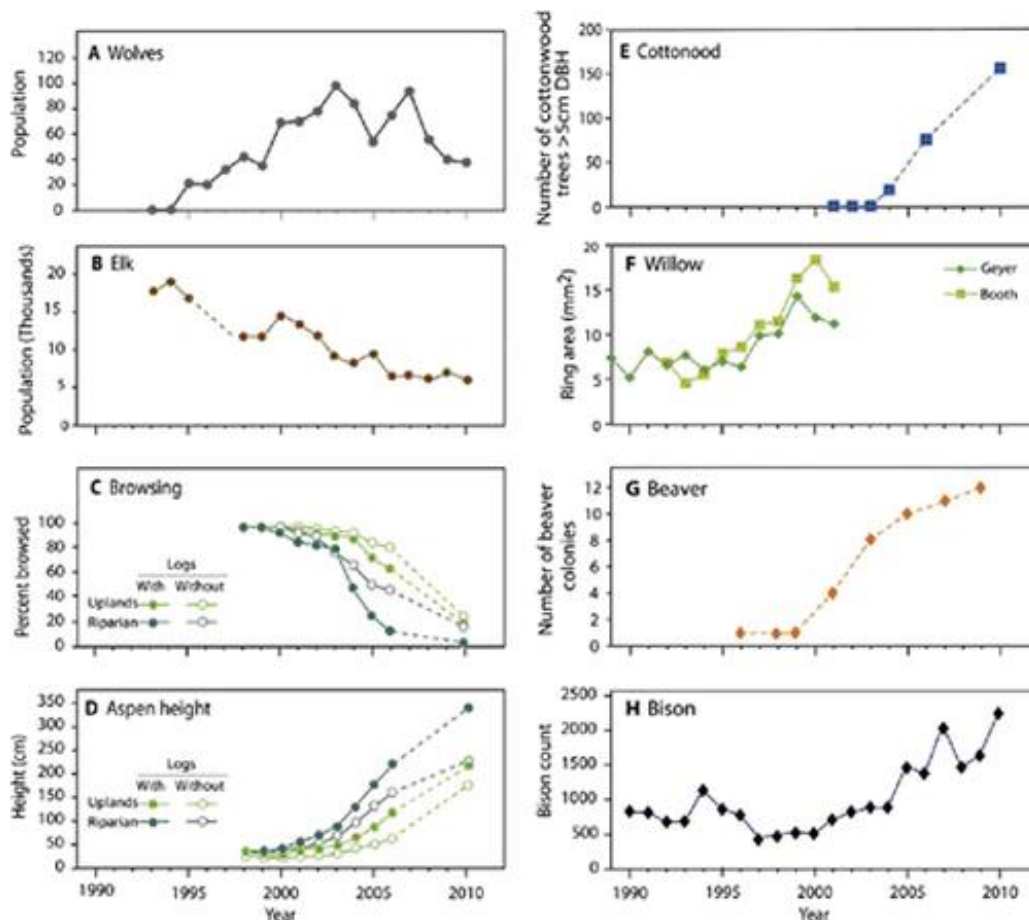 A Wolves
Population
120
100
80
60
40
20
0
B Elk
Population (Thousands)
20
15
10
5
0
C Browsing
Percent browsed
100
80
60
40
20
0
Logs
With Without
Uplands
Riparian
D Aspen height
Height (cm)
350
300
250
200
150
100
50
0
Logs
With Without
Uplands
Riparian
1990 1995 2000 2005 2010
Year
E Cottonood
Number of cottonwood
trees >5cm DBH
200
150
100
50
0
F Willow
Ring area (mm²)
20
15
10
5
0
Geyer
Booth
G Beaver
Number of beaver
colonies
12
10
8
6
4
2
0
H Bison
Bison count
2500
2000
1500
1000
500
0
1990 1995 2000 2005 2010
Year